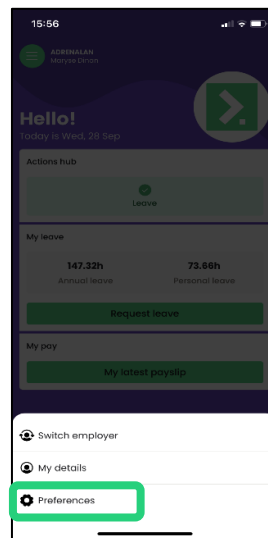 15:56
ADRENALAN
Maryse Dinan
Hello!
Today is Wed, 28 Sep
Actions hub
Leave
My leave
147.32h 73.66h
Annual leave Personal leave
Request leave
My pay
My latest payslip
Switch employer
My details
Preferences